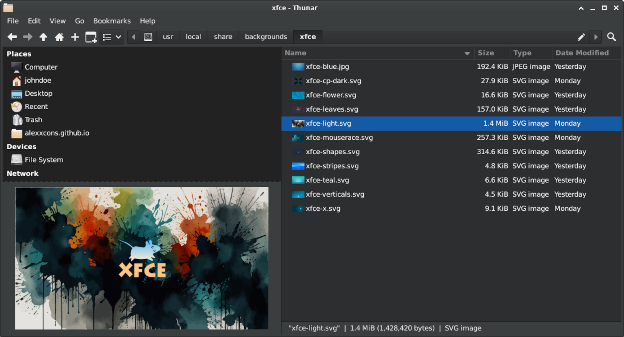 xfce - Thunar
File Edit View Go Bookmarks Help
usr local share backgrounds xfce
Places
Computer
johndoe
Desktop
Recent
Trash
alexxcons.github.io
Devices
File System
Network
XFCE
Name Size Type Date Modified
xfce-blue.jpg 192.4 KiB JPEG image Yesterday
xfce-cp-dark.svg 27.9 KiB SVG image Monday
xfce-flower.svg 16.6 KiB SVG image Yesterday
xfce-leaves.svg 157.0 KiB SVG image Yesterday
xfce-light.svg 1.4 MiB SVG image Monday
xfce-mouserace.svg 257.3 KiB SVG image Monday
xfce-shapes.svg 314.6 KiB SVG image Yesterday
xfce-stripes.svg 4.8 KiB SVG image Yesterday
xfce-teal.svg 6.6 KiB SVG image Yesterday
xfce-verticals.svg 4.5 KiB SVG image Yesterday
xfce-x.svg 9.1 KiB SVG image Monday
"xfce-light.svg" | 1.4 MiB (1,428,420 bytes) | SVG image